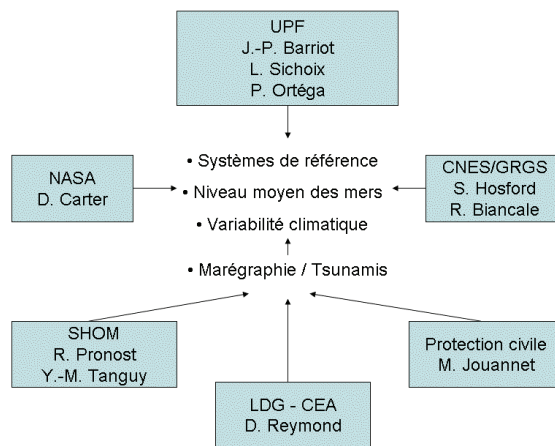 UPF
J.-P. Barriot
L. Sichoix
P. Ortéga
• Systèmes de référence
NASA
D. Carter
• Niveau moyen des mers
CNES/GRGS
S. Hosford
R. Biancale
• Variabilité climatique
• Marégraphie / Tsunamis
SHOM
R. Pronost
Y.-M. Tanguy
LDG - CEA
D. Reymond
Protection civile
M. Jouannet